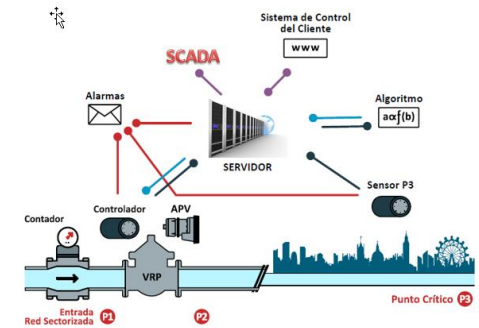 Sistema de Control
del Cliente
www
SCADA
Alarmas
Algoritmo
aαƒ(b)
SERVIDOR
Sensor P3
Contador
Controlador
APV
VRP
Punto Crítico P3
Entrada
Red Sectorizada P1
P2